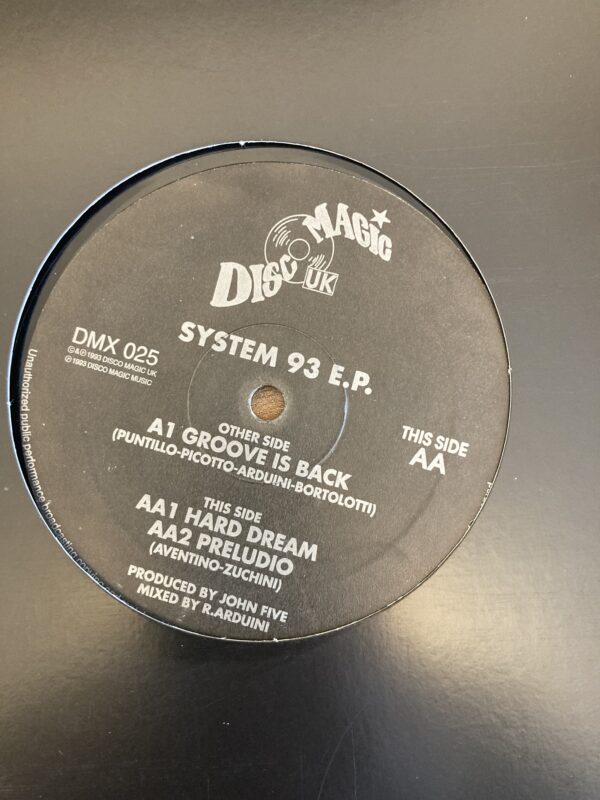 DISCO MAGIC
UK
SYSTEM 93 E.P.
DMX 025
©&℗ 1993 DISCO MAGIC UK
℗ 1993 DISCO MAGIC MUSIC
THIS SIDE
AA
OTHER SIDE
A1 GROOVE IS BACK
(PUNTILLO-PICOTTO-ARDUINI-BORTOLOTTI)
THIS SIDE
AA1 HARD DREAM
AA2 PRELUDIO
(AVENTINO-ZUCHINI)
PRODUCED BY JOHN FIVE
MIXED BY R.ARDUINI
Unauthorized public performance broadcasting